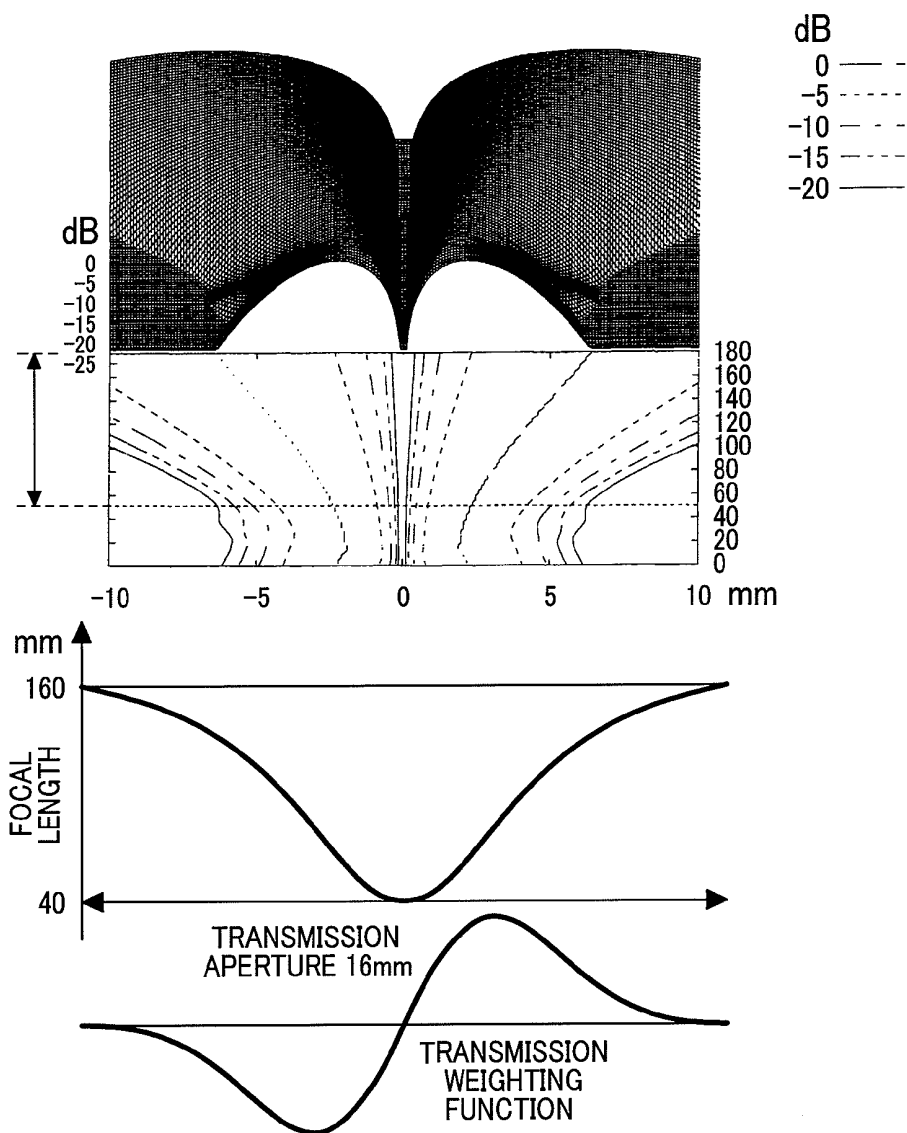 dB
0
-5
-10
-15
-20
dB
0
-5
-10
-15
-20
-25
180
160
140
120
100
80
60
40
20
0
-10 -5 0 5 10 mm
mm
160
FOCAL
LENGTH
40
TRANSMISSION
APERTURE 16mm
TRANSMISSION
WEIGHTING
FUNCTION